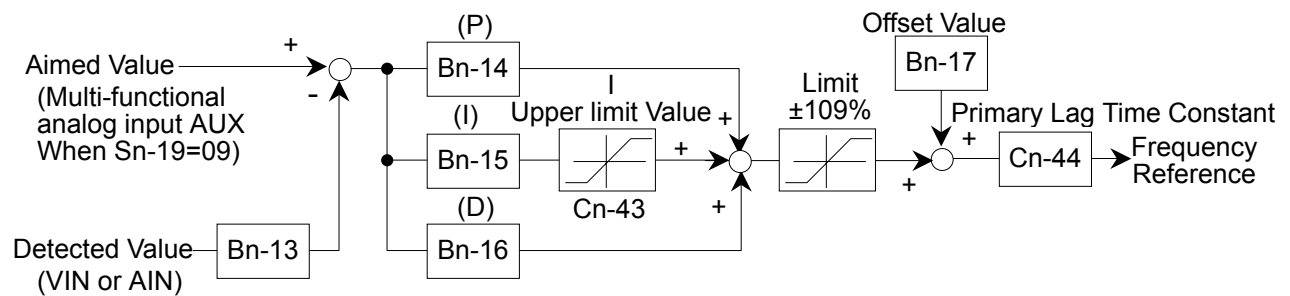 Aimed Value
(Multi-functional
analog input AUX
When Sn-19=09)
+
-
Detected Value
(VIN or AIN)
Bn-13
(P)
Bn-14
(I)
Bn-15
(D)
Bn-16
I
Upper limit Value
Cn-43
+
+
+
Limit
±109%
+
Offset Value
Bn-17
+
Primary Lag Time Constant
Cn-44
Frequency
Reference